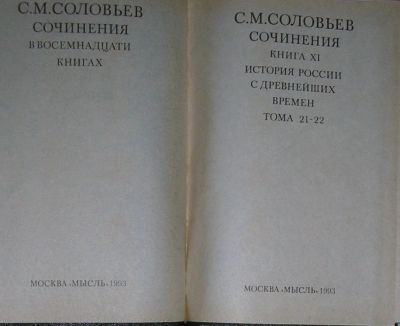 С.М.СОЛОВЬЕВ
СОЧИНЕНИЯ
В ВОСЕМНАДЦАТИ
КНИГАХ
МОСКВА «МЫСЛЬ» 1993
С.М.СОЛОВЬЕВ
СОЧИНЕНИЯ
КНИГА XI
ИСТОРИЯ РОССИИ
С ДРЕВНЕЙШИХ
ВРЕМЕН
ТОМА 21-22
МОСКВА «МЫСЛЬ» 1993